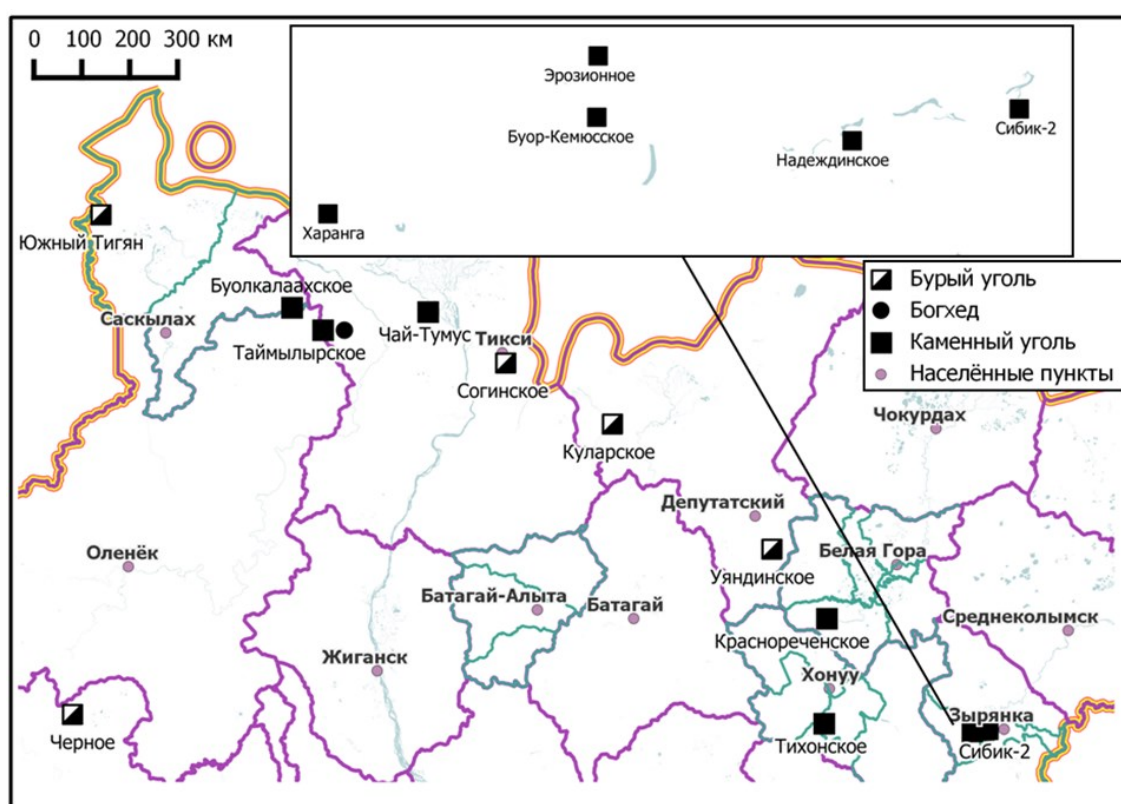 0 100 200 300 км
Эрозионное
Буор-Кемюсское
Сибик-2
Надеждинское
Харанга
Южный Тигян
Бурый уголь
Богхед
Каменный уголь
Населённые пункты
Буолкалаахское
Саскылах
Таймылырское
Чай-Тумус
Тикси
Согинское
Чокурдах
Куларское
Депутатский
Оленёк
Белая Гора
Уяндинское
Батагай-Алыта
Батагай
Среднеколымск
Краснореченское
Жиганск
Хонуу
Зырянка
Черное
Тихонское
Сибик-2